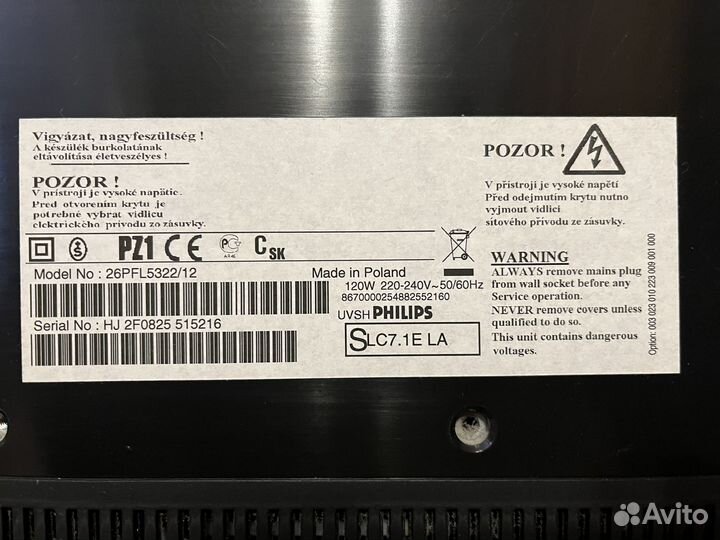 Vigyázat, nagyfeszültség !
A készülék burkolatának
eltávolítása életveszélyes !
POZOR !
V prístroji je vysoké napätie.
Pred otvorením krytu je
potrebné vybrat vidlicu
elektrického prívodu zo zásuvky.
POZOR !
V přístroji je vysoké napětí
Před odejmutím krytu nutno
vyjmout vidlici
síťového přívodu ze zásuvky.
PZ1 CE C SK
Model No : 26PFL5322/12
Made in Poland
120W 220-240V~50/60Hz
8670000254882552160
Serial No : HJ 2F0825 515216
UVSH PHILIPS
SLC7.1E LA
WARNING
ALWAYS remove mains plug
from wall socket before any
Service operation.
NEVER remove covers unless
qualified to do so.
This unit contains dangerous
voltages.
Option: 003 023 010 223 009 001 000
Avito